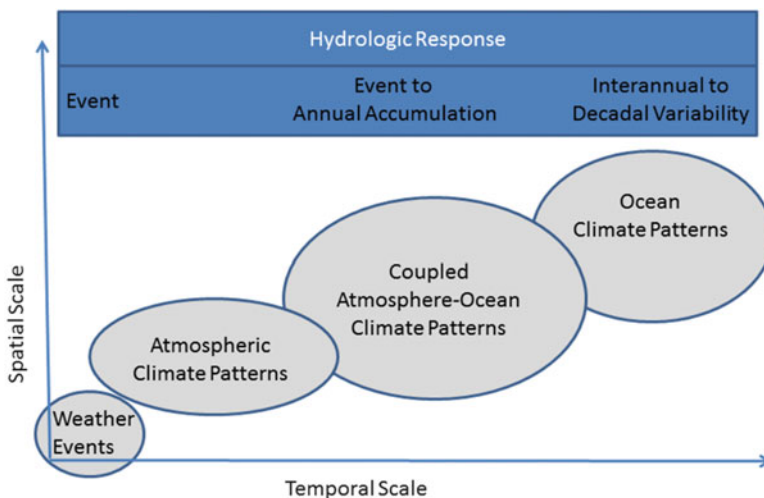 Hydrologic Response
Event
Event to
Annual Accumulation
Interannual to
Decadal Variability
Ocean
Climate Patterns
Coupled
Atmosphere-Ocean
Climate Patterns
Atmospheric
Climate Patterns
Weather
Events
Spatial Scale
Temporal Scale